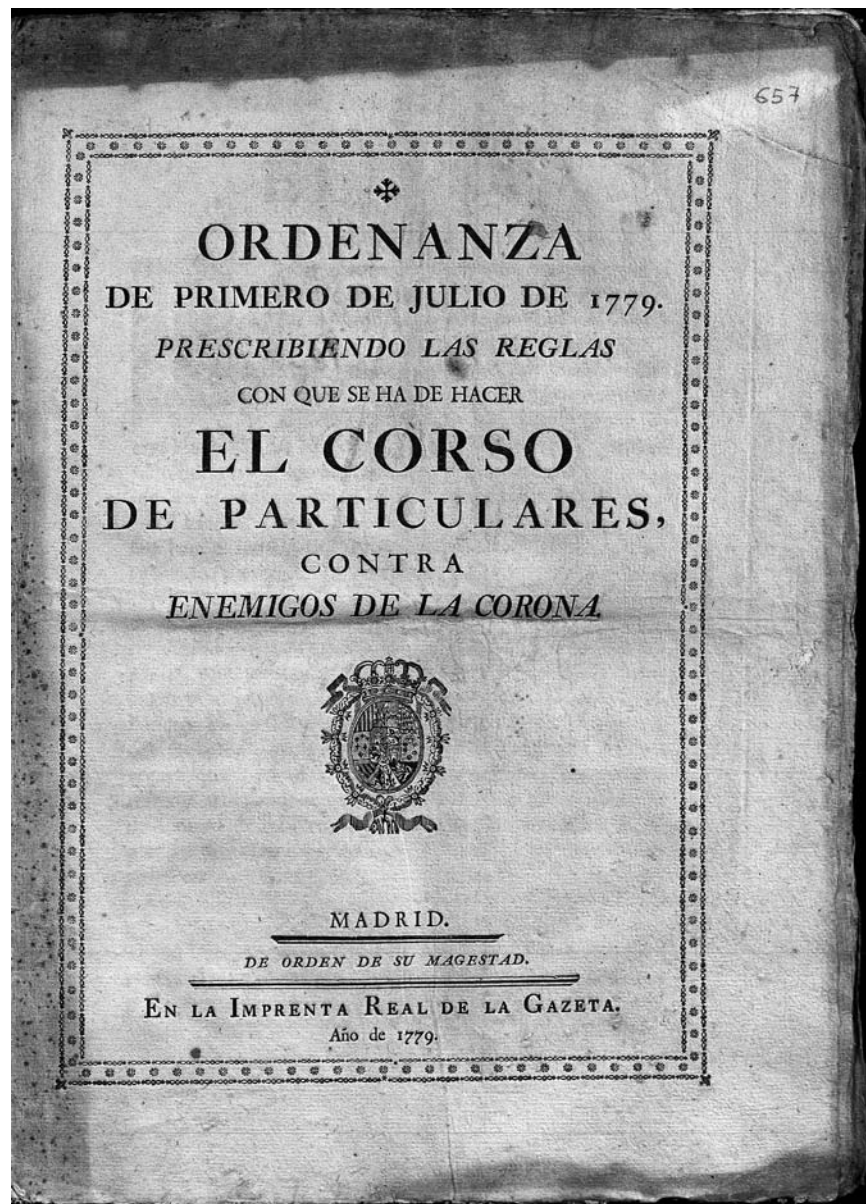 657
ORDENANZA
DE PRIMERO DE JULIO DE 1779.
PRESCRIBIENDO LAS REGLAS
CON QUE SE HA DE HACER
EL CORSO
DE PARTICULARES,
CONTRA
ENEMIGOS DE LA CORONA.
MADRID.
DE ORDEN DE SU MAGESTAD.
EN LA IMPRENTA REAL DE LA GAZETA.
Año de 1779.